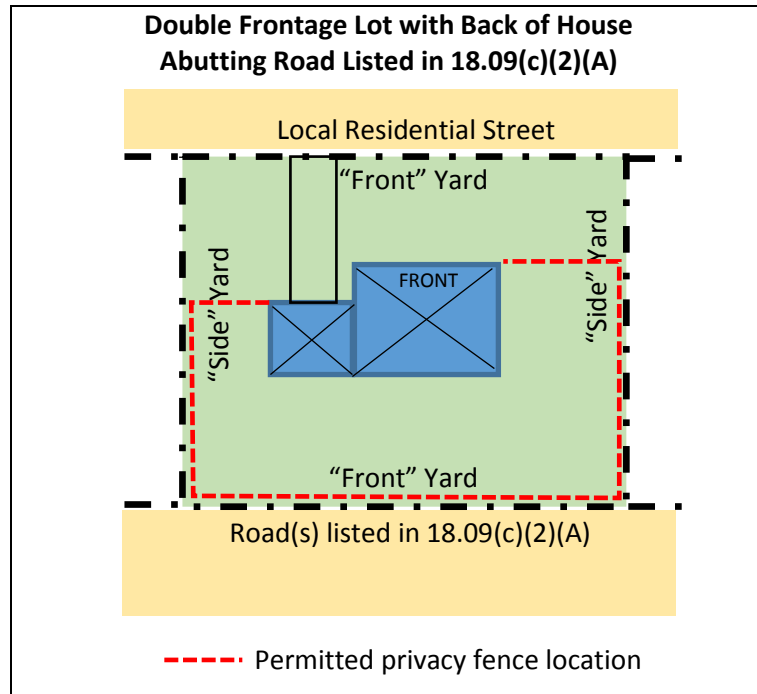 Double Frontage Lot with Back of House
Abutting Road Listed in 18.09(c)(2)(A)
Local Residential Street
“Front” Yard
“Side” Yard
FRONT
“Side” Yard
“Front” Yard
Road(s) listed in 18.09(c)(2)(A)
Permitted privacy fence location